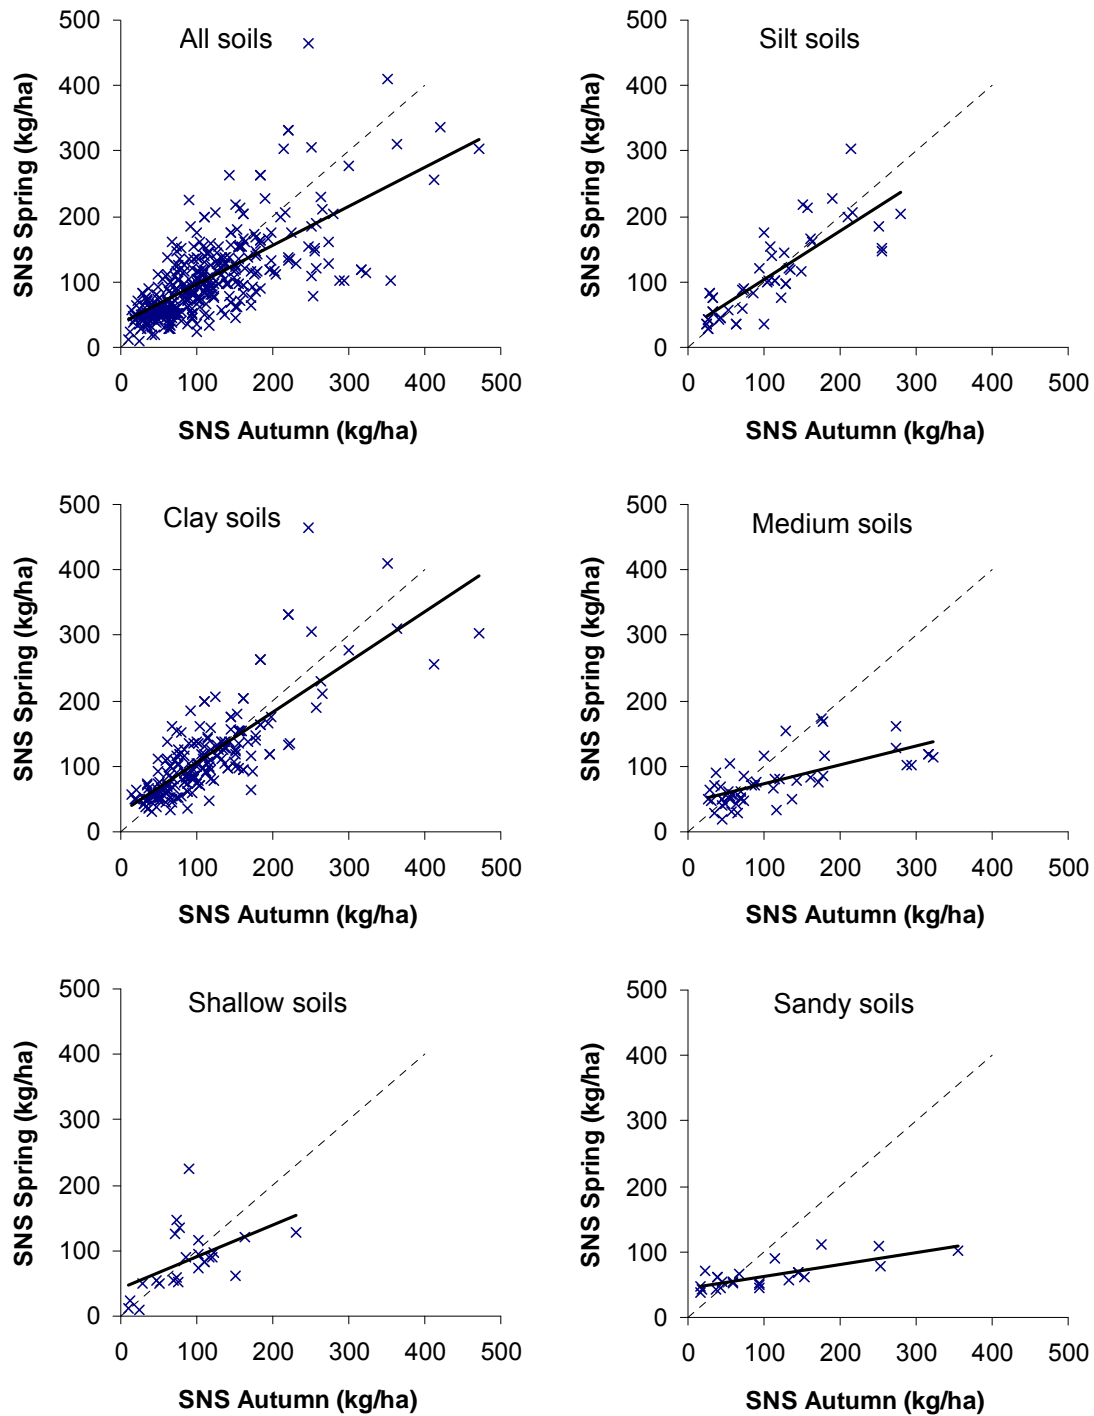 All soils
SNS Spring (kg/ha)
500
400
300
200
100
0
0 100 200 300 400 500
SNS Autumn (kg/ha)
Silt soils
SNS Spring (kg/ha)
500
400
300
200
100
0
0 100 200 300 400 500
SNS Autumn (kg/ha)
Clay soils
SNS Spring (kg/ha)
500
400
300
200
100
0
0 100 200 300 400 500
SNS Autumn (kg/ha)
Medium soils
SNS Spring (kg/ha)
500
400
300
200
100
0
0 100 200 300 400 500
SNS Autumn (kg/ha)
Shallow soils
SNS Spring (kg/ha)
500
400
300
200
100
0
0 100 200 300 400 500
SNS Autumn (kg/ha)
Sandy soils
SNS Spring (kg/ha)
500
400
300
200
100
0
0 100 200 300 400 500
SNS Autumn (kg/ha)